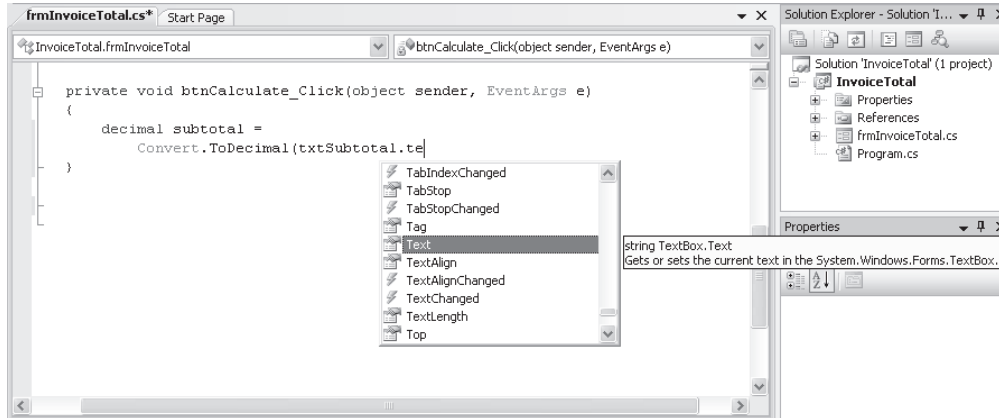 frmInvoiceTotal.cs* Start Page
InvoiceTotal.frmInvoiceTotal
btnCalculate_Click(object sender, EventArgs e)
private void btnCalculate_Click(object sender, EventArgs e)
{
decimal subtotal =
Convert.ToDecimal(txtSubtotal.te
}
TabIndexChanged
TabStop
TabStopChanged
Tag
Text
TextAlign
TextAlignChanged
TextChanged
TextLength
Top
string TextBox.Text
Gets or sets the current text in the System.Windows.Forms.TextBox.
Solution Explorer - Solution 'I...
Solution 'InvoiceTotal' (1 project)
InvoiceTotal
Properties
References
frmInvoiceTotal.cs
Program.cs
Properties